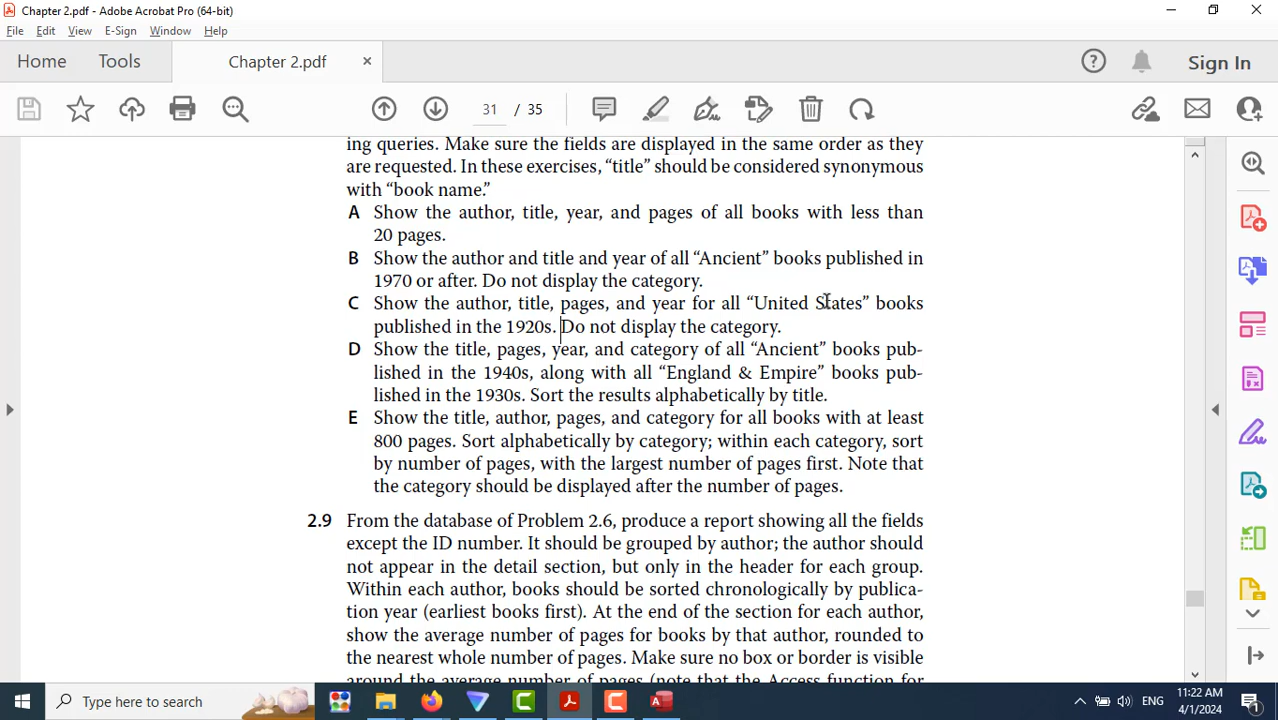 Chapter 2.pdf - Adobe Acrobat Pro (64-bit)
File Edit View E-Sign Window Help
Home Tools Chapter 2.pdf × Sign In
31 / 35
ing queries. Make sure the fields are displayed in the same order as they
are requested. In these exercises, “title” should be considered synonymous
with “book name.”
A Show the author, title, year, and pages of all books with less than
20 pages.
B Show the author and title and year of all “Ancient” books published in
1970 or after. Do not display the category.
C Show the author, title, pages, and year for all “United States” books
published in the 1920s. Do not display the category.
D Show the title, pages, year, and category of all “Ancient” books pub-
lished in the 1940s, along with all “England & Empire” books pub-
lished in the 1930s. Sort the results alphabetically by title.
E Show the title, author, pages, and category for all books with at least
800 pages. Sort alphabetically by category; within each category, sort
by number of pages, with the largest number of pages first. Note that
the category should be displayed after the number of pages.
2.9 From the database of Problem 2.6, produce a report showing all the fields
except the ID number. It should be grouped by author; the author should
not appear in the detail section, but only in the header for each group.
Within each author, books should be sorted chronologically by publica-
tion year (earliest books first). At the end of the section for each author,
show the average number of pages for books by that author, rounded to
the nearest whole number of pages. Make sure no box or border is visible
around the average number of pages (note that the Access function for
Type here to search
ENG
11:22 AM
4/1/2024